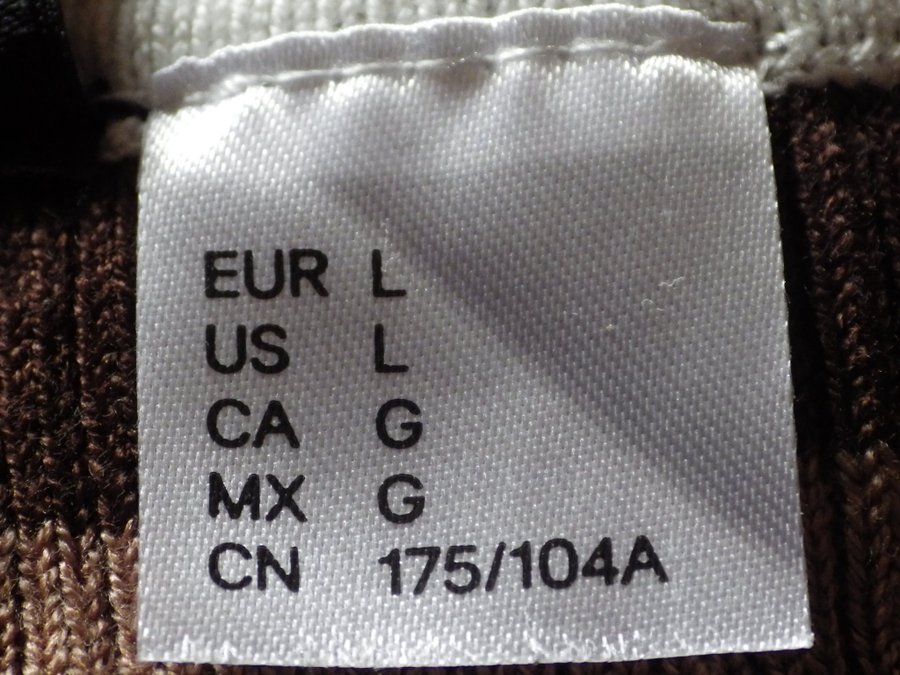 EUR L
US L
CA G
MX G
CN 175/104A